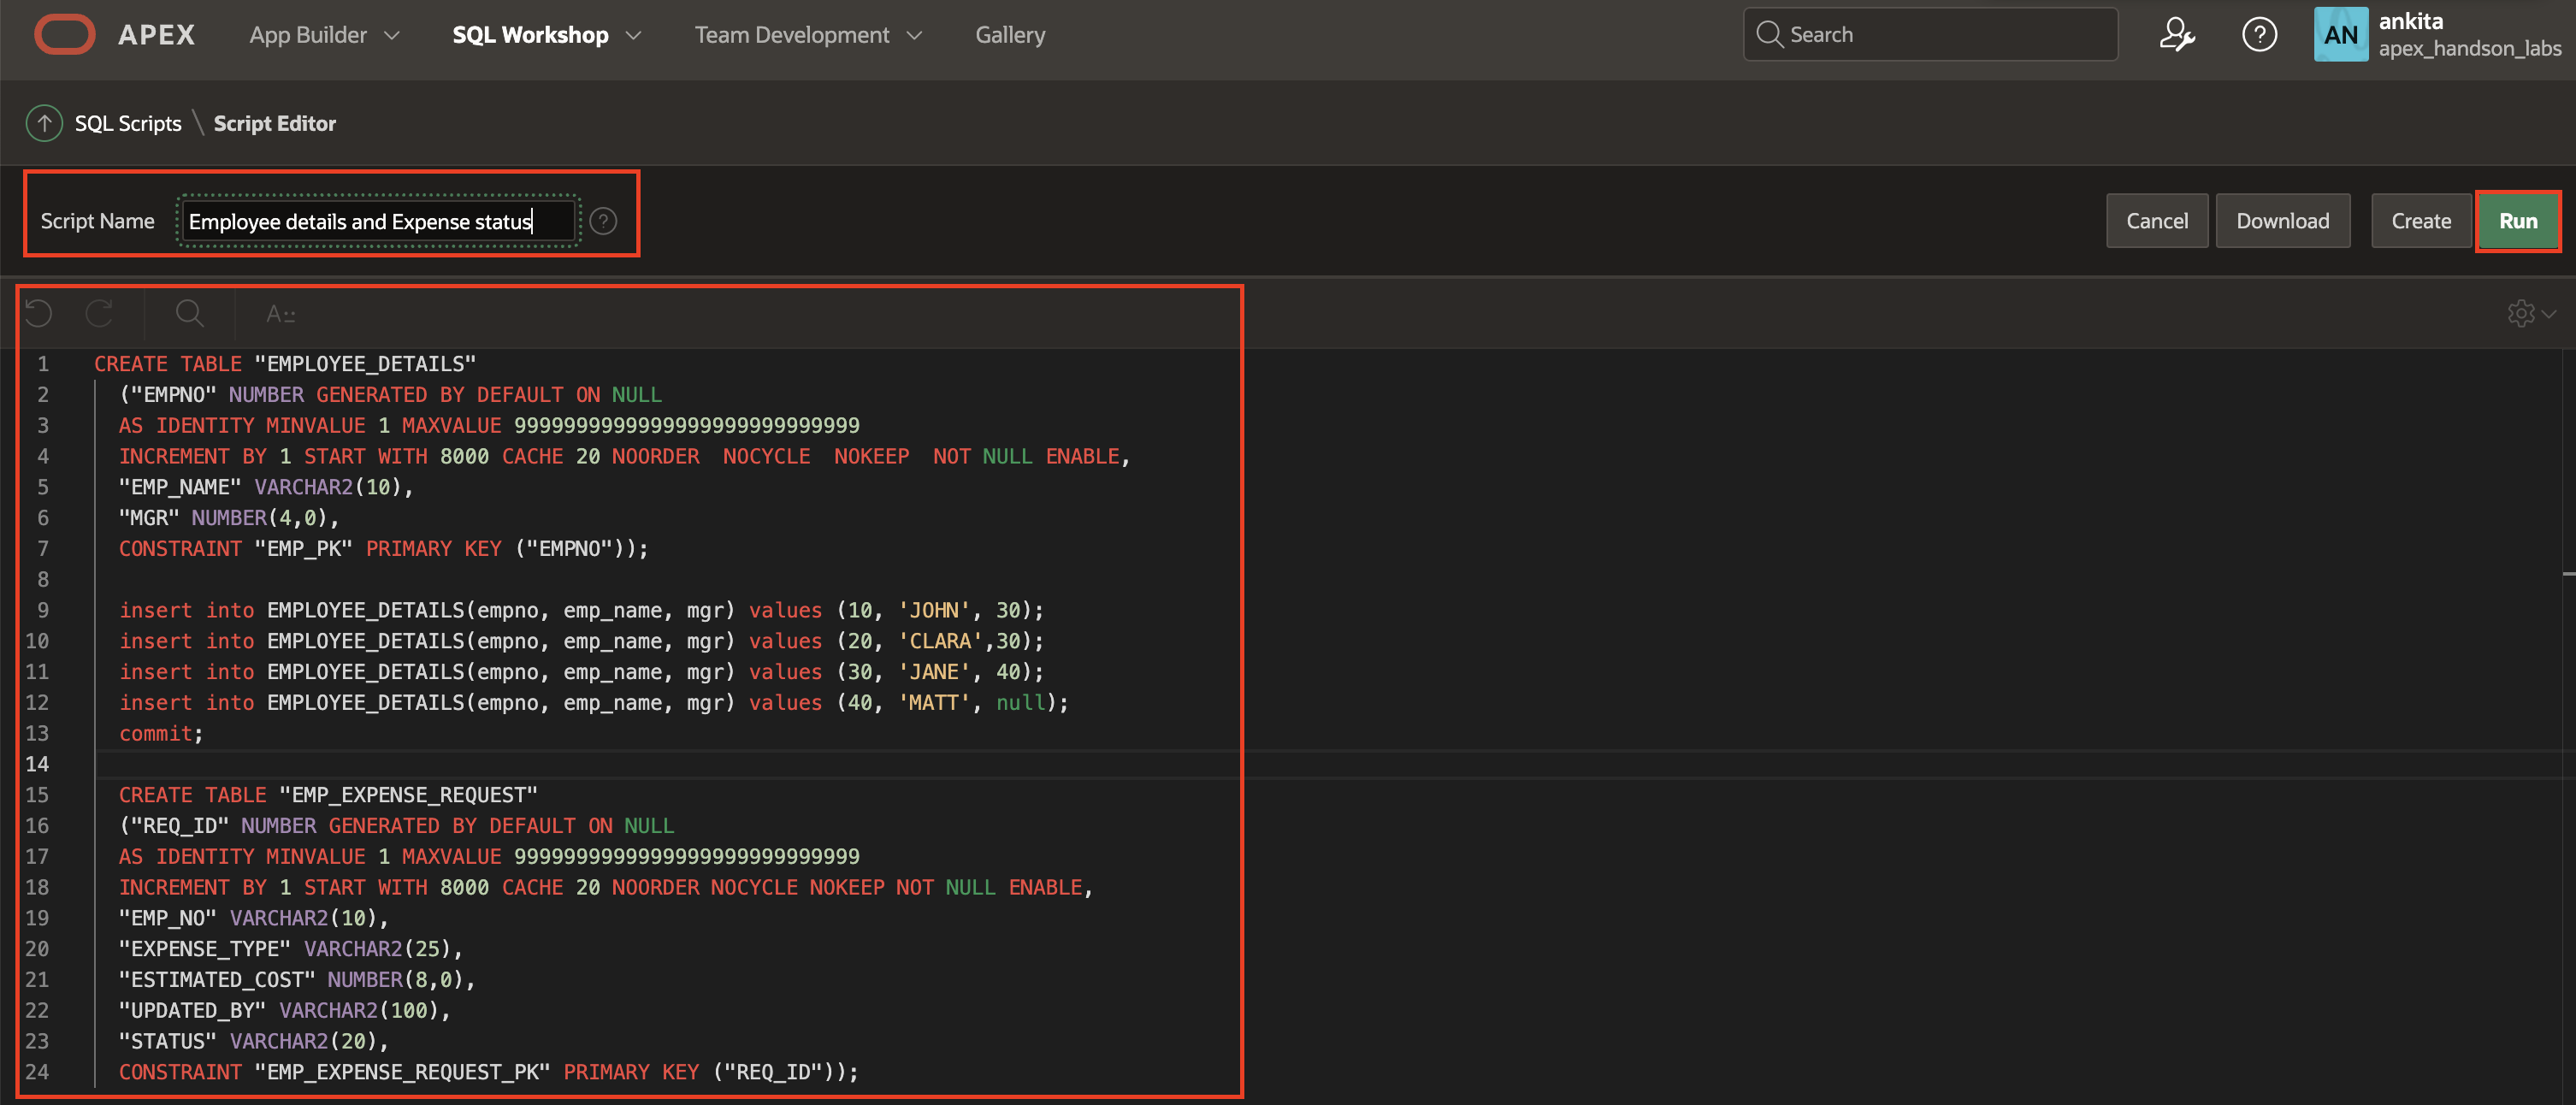 APEX App Builder SQL Workshop Team Development Gallery Search AN ankita
apex_handson_labs
SQL Scripts \ Script Editor
Script Name Employee details and Expense status ? Cancel Download Create Run
A
1 CREATE TABLE "EMPLOYEE_DETAILS"
2 ("EMPNO" NUMBER GENERATED BY DEFAULT ON NULL
3 AS IDENTITY MINVALUE 1 MAXVALUE 9999999999999999999999999999
4 INCREMENT BY 1 START WITH 8000 CACHE 20 NOORDER  NOCYCLE  NOKEEP  NOT NULL ENABLE,
5 "EMP_NAME" VARCHAR2(10),
6 "MGR" NUMBER(4,0),
7 CONSTRAINT "EMP_PK" PRIMARY KEY ("EMPNO"));
8
9 insert into EMPLOYEE_DETAILS(empno, emp_name, mgr) values (10, 'JOHN', 30);
10 insert into EMPLOYEE_DETAILS(empno, emp_name, mgr) values (20, 'CLARA',30);
11 insert into EMPLOYEE_DETAILS(empno, emp_name, mgr) values (30, 'JANE', 40);
12 insert into EMPLOYEE_DETAILS(empno, emp_name, mgr) values (40, 'MATT', null);
13 commit;
14
15 CREATE TABLE "EMP_EXPENSE_REQUEST"
16 ("REQ_ID" NUMBER GENERATED BY DEFAULT ON NULL
17 AS IDENTITY MINVALUE 1 MAXVALUE 9999999999999999999999999999
18 INCREMENT BY 1 START WITH 8000 CACHE 20 NOORDER NOCYCLE NOKEEP NOT NULL ENABLE,
19 "EMP_NO" VARCHAR2(10),
20 "EXPENSE_TYPE" VARCHAR2(25),
21 "ESTIMATED_COST" NUMBER(8,0),
22 "UPDATED_BY" VARCHAR2(100),
23 "STATUS" VARCHAR2(20),
24 CONSTRAINT "EMP_EXPENSE_REQUEST_PK" PRIMARY KEY ("REQ_ID"));